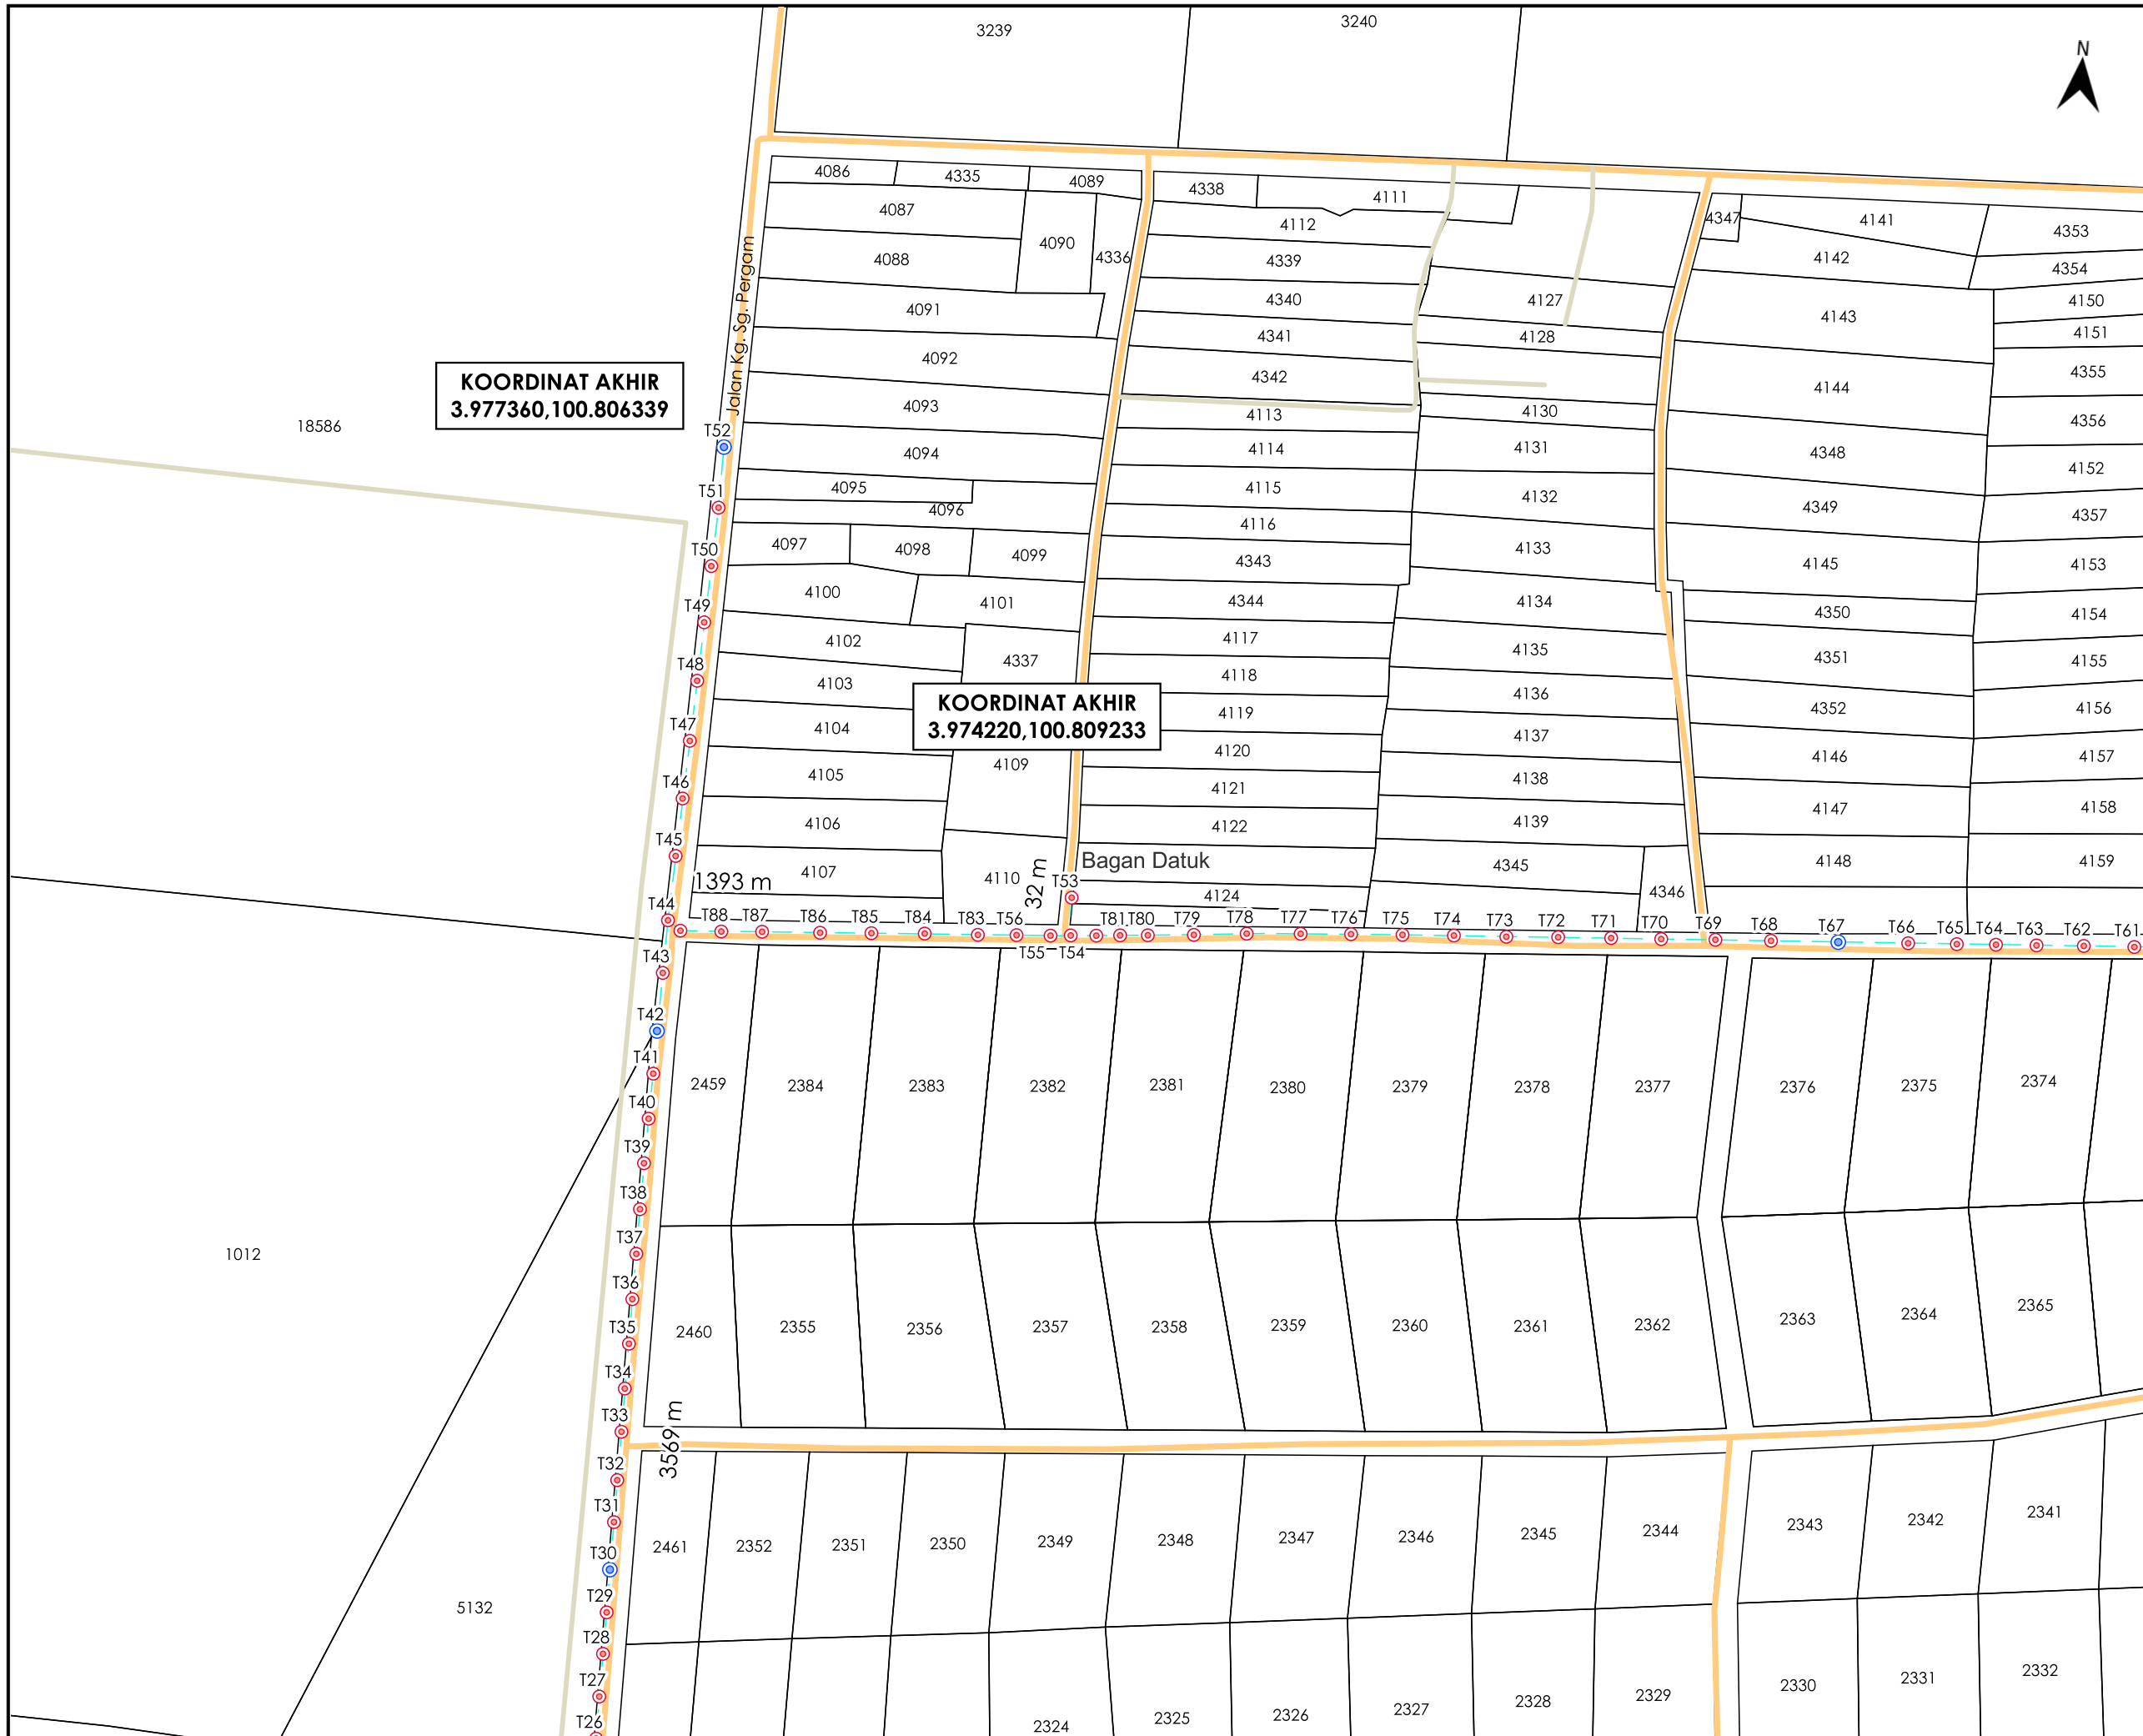 3239
3240
N
4086
4335
4089
4338
4111
4347
4141
4353
4087
4090
4336
4112
4142
4354
4088
4339
4127
4143
4150
4091
4340
4128
4151
4092
4341
4144
4355
Jalan Kg. Sg. Pergam
KOORDINAT AKHIR
3.977360,100.806339
4342
4093
4113
4130
4356
18586
T52
4094
4114
4131
4348
4152
T51
4095
4115
4132
4349
4357
4096
4116
T50
4097
4098
4099
4343
4133
4145
4153
T49
4100
4101
4344
4134
4350
4154
4102
4117
4135
4351
4155
T48
4337
4118
4103
4136
4352
4156
KOORDINAT AKHIR
3.974220,100.809233
4119
T47
4104
4120
4137
4146
4157
T46
4105
4109
4121
4138
4147
4158
4106
4122
4139
T45
4107
Bagan Datuk
4345
4148
4159
1393 m
4110
32 m
T53
4124
4346
T44
T88
T87
T86
T85
T84
T83
T56
T81
T80
T79
T78
T77
T76
T75
T74
T73
T72
T71
T70
T69
T68
T67
T66
T65
T64
T63
T62
T61
T55
T54
T43
T42
T41
2459
2384
2383
2382
2381
2380
2379
2378
2377
2376
2375
2374
T40
T39
T38
T37
1012
T36
T35
2460
2355
2356
2357
2358
2359
2360
2361
2362
2363
2364
2365
T34
T33
3569 m
T32
T31
T30
2461
2352
2351
2350
2349
2348
2347
2346
2345
2344
2343
2342
2341
T29
5132
T28
T27
T26
2324
2325
2326
2327
2328
2329
2330
2331
2332